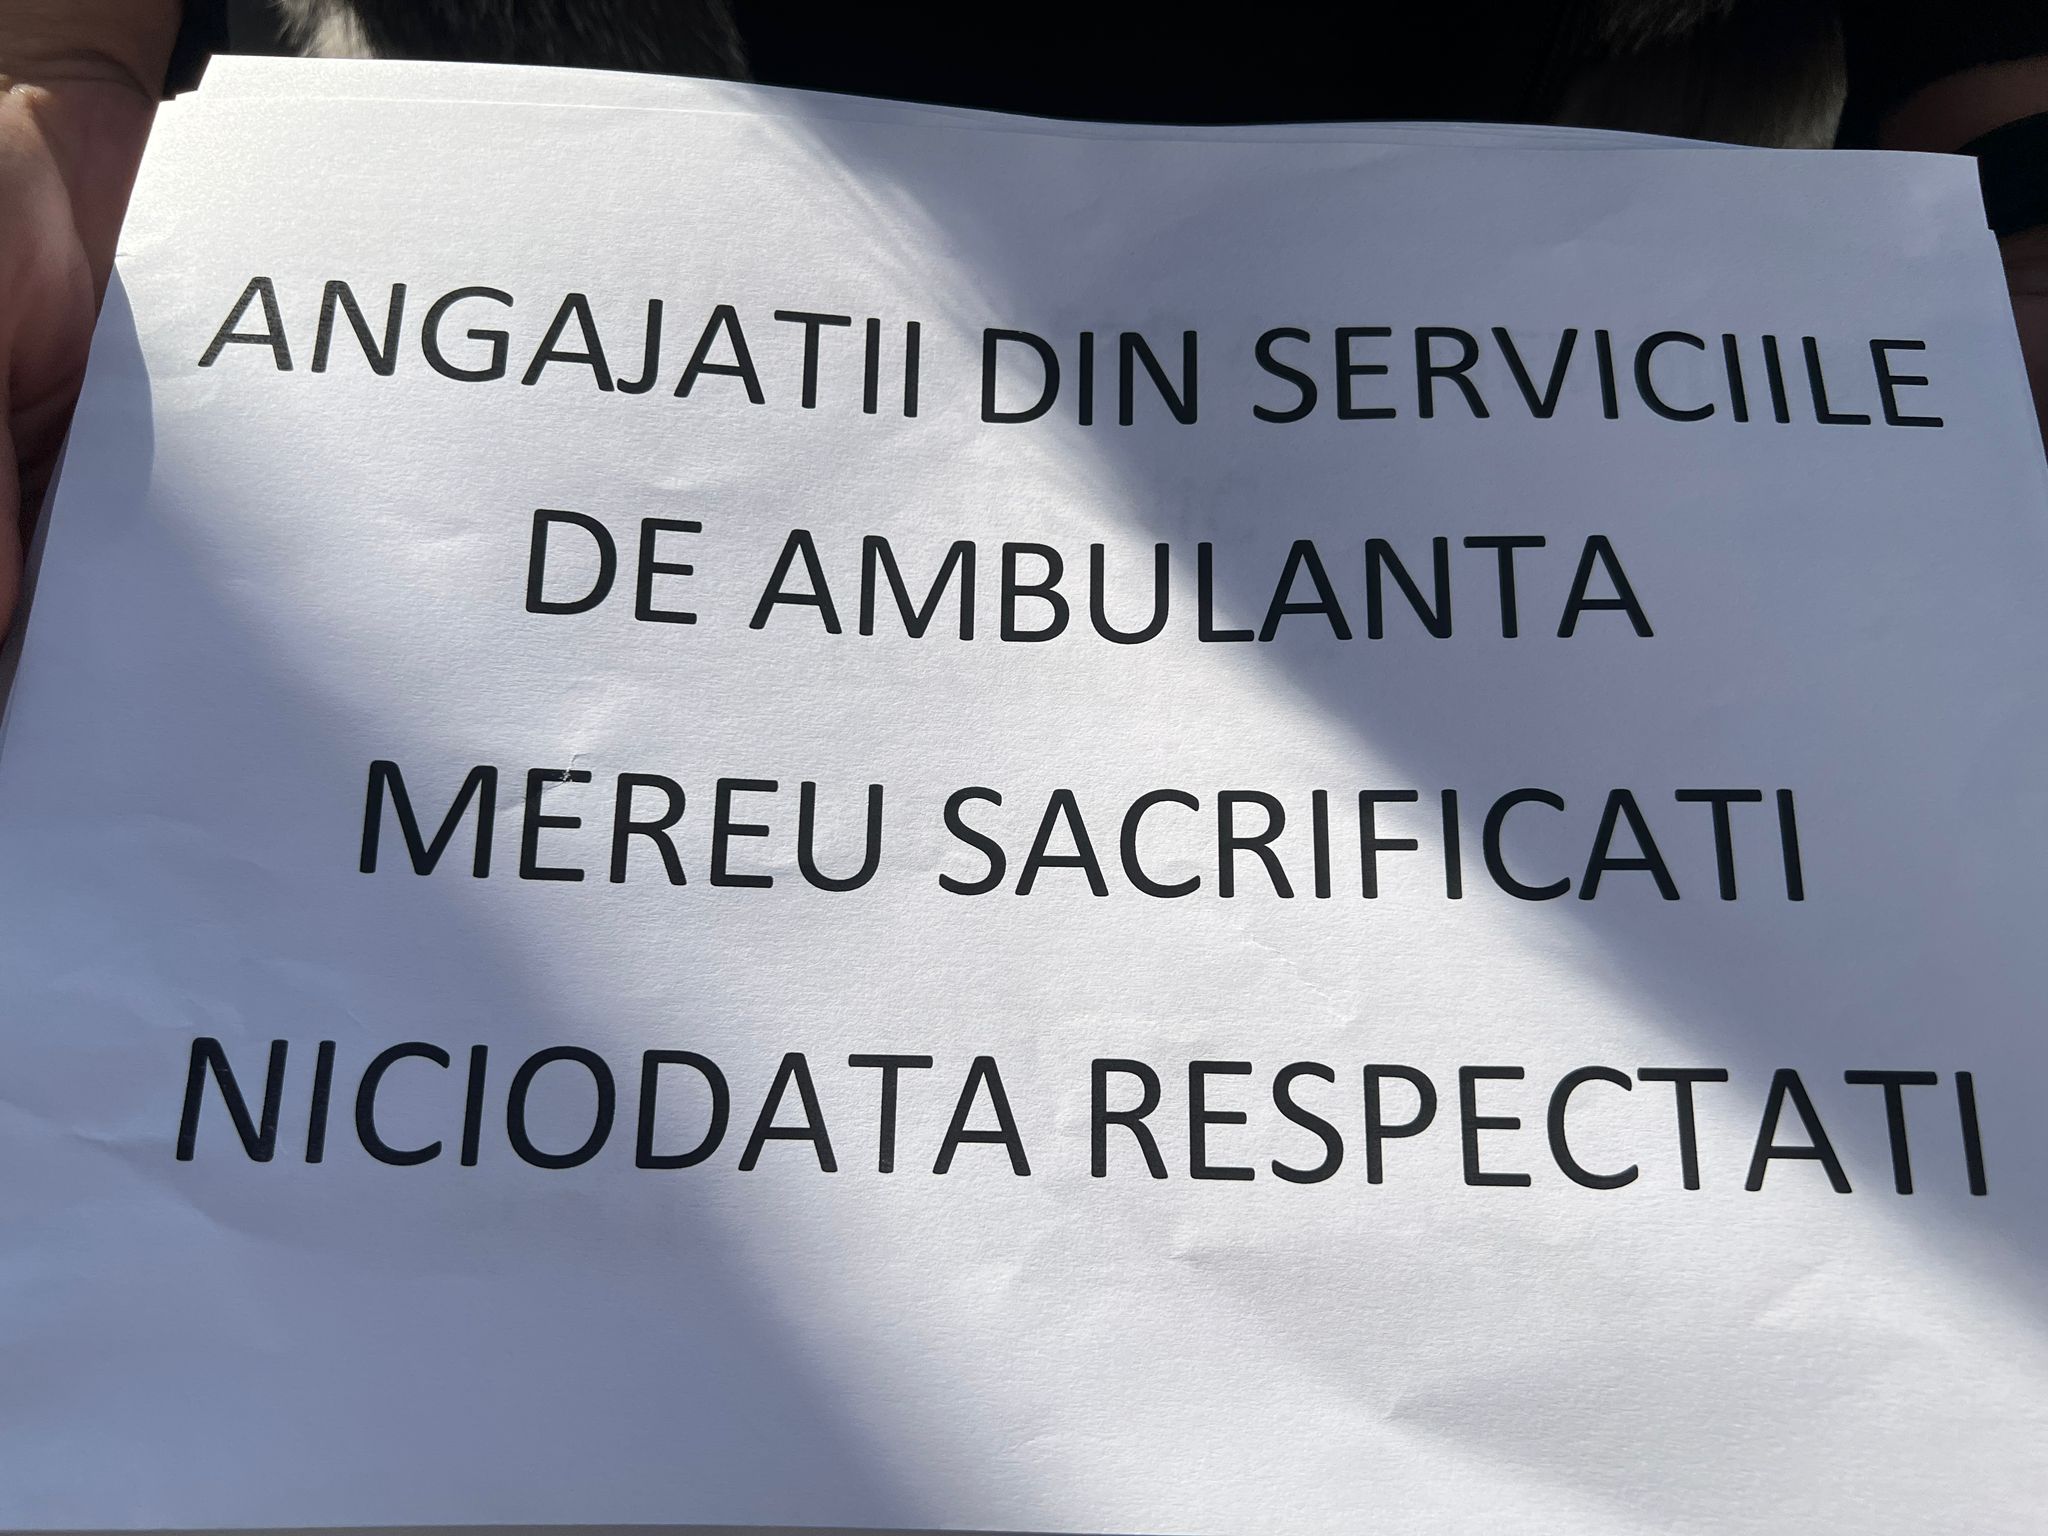 ANGAJATII DIN SERVICIILE
DE AMBULANTA
MEREU SACRIFICATI
NICIODATA RESPECTATI